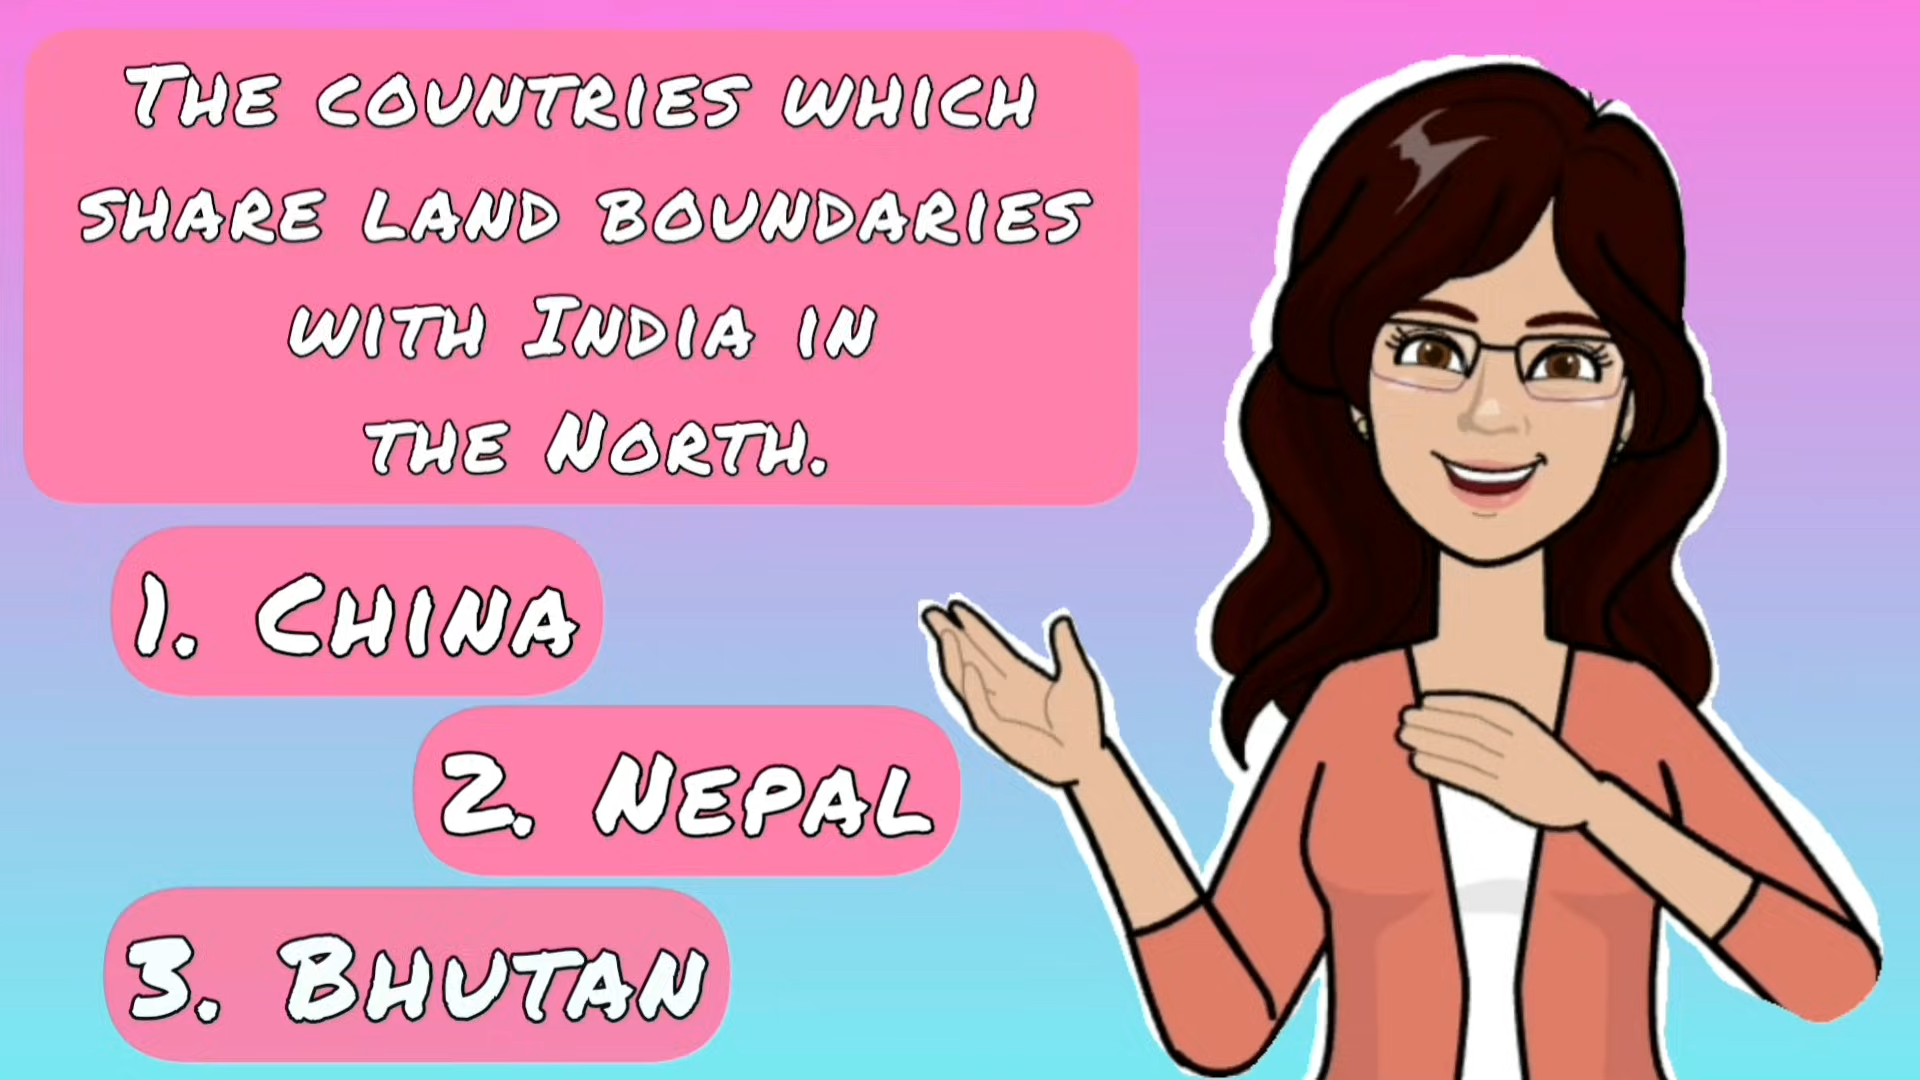 The countries which
share land boundaries
with India in
the North.
1. China
2. Nepal
3. Bhutan